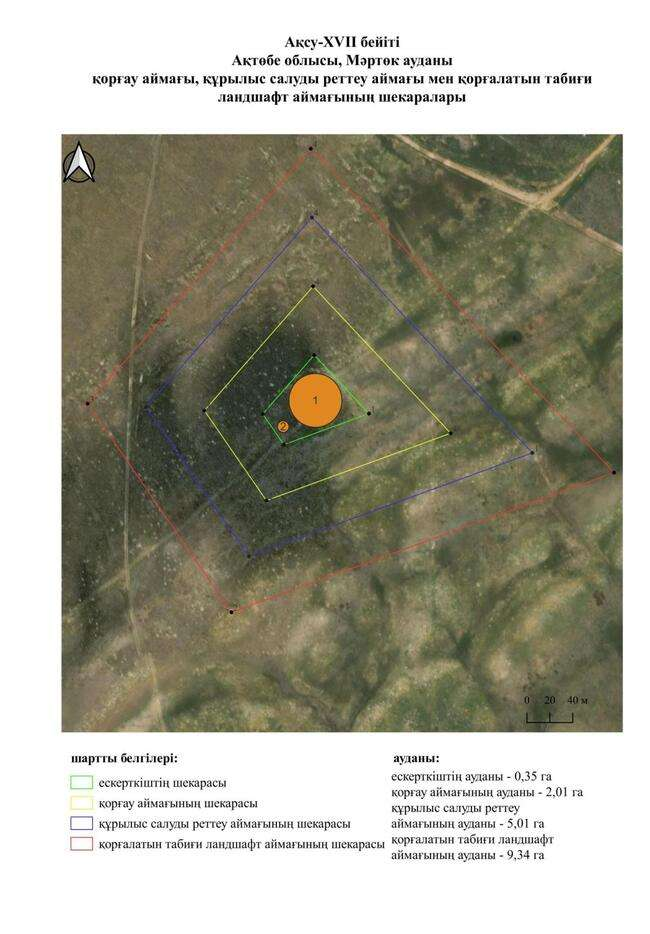 Ақсу-XVII бейіті
Ақтөбе облысы, Мәртөк ауданы
қорғау аймағы, құрылыс салуды реттеу аймағы мен қорғалатын табиғи
ландшафт аймағының шекаралары
1
2
0 20 40 м
шартты белгілері:
ескерткіштің шекарасы
қорғау аймағының шекарасы
құрылыс салуды реттеу аймағының шекарасы
қорғалатын табиғи ландшафт аймағының шекарасы
ауданы:
ескерткіштің ауданы - 0,35 га
қорғау аймағының ауданы - 2,01 га
құрылыс салуды реттеу
аймағының ауданы - 5,01 га
қорғалатын табиғи ландшафт
аймағының ауданы - 9,34 га